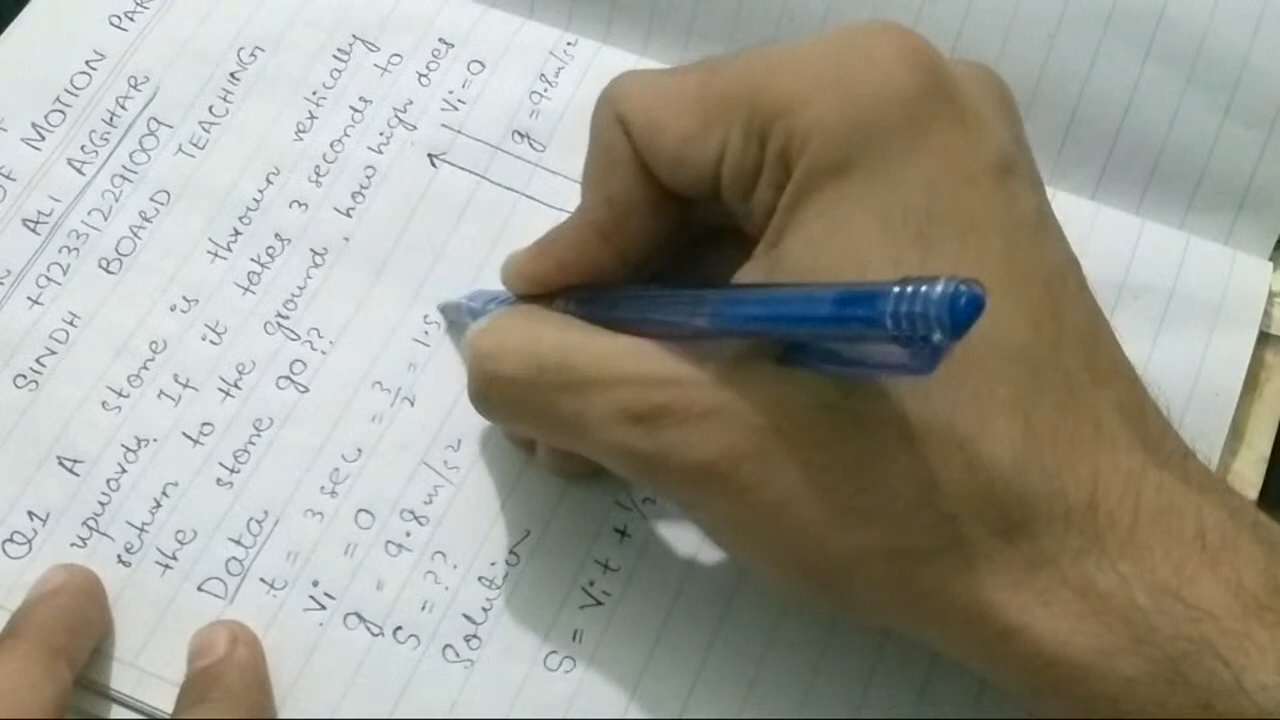 OF MOTION PAR
ALI ASGHAR
+923312291009
SINDH BOARD TEACHING
Q1 A stone is thrown vertically
upwards. If it takes 3 seconds to
return to the ground, how high does
the stone go??
Data
t = 3 sec = 3/2 = 1.5
Vi = 0
g = 9.8m/s2
S = ??
Solution
S = Vit + 1/2
Vi = 0
g = 9.8m/s2